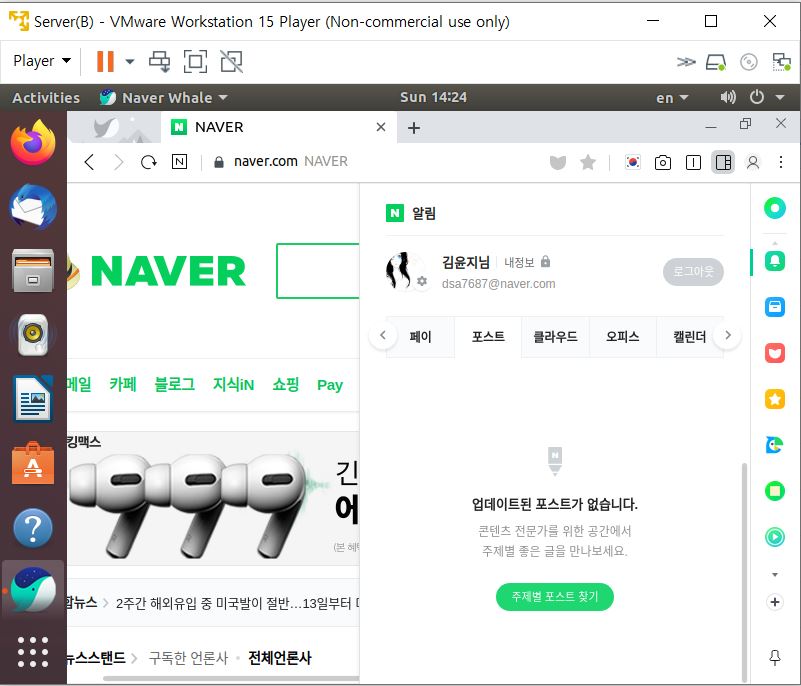 Server(B) - VMware Workstation 15 Player (Non-commercial use only)
Player
Activities
Naver Whale
Sun 14:24
en
NAVER
N
naver.com NAVER
N 알림
김윤지님
내정보
로그아웃
dsa7687@naver.com
NAVER
페이
포스트
클라우드
오피스
캘린더
메일
카페
블로그
지식iN
쇼핑
Pay
킹맥스
긴
에
(본 혜
N
업데이트된 포스트가 없습니다.
콘텐츠 전문가를 위한 공간에서
주제별 좋은 글을 만나보세요.
주제별 포스트 찾기
합뉴스 > 2주간 해외유입 중 미국발이 절반…13일부터 미
뉴스스탠드 > 구독한 언론사 · 전체언론사